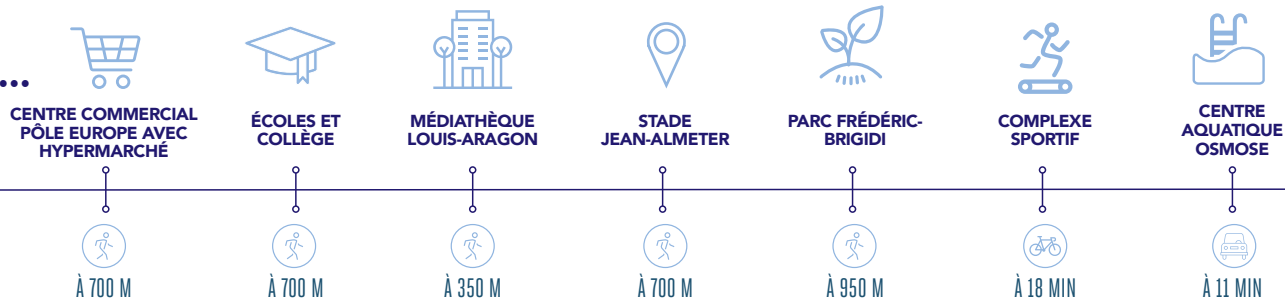 ...
CENTRE COMMERCIAL
PÔLE EUROPE AVEC
HYPERMARCHÉ
À 700 M
ÉCOLES ET
COLLÈGE
À 700 M
MÉDIATHÈQUE
LOUIS-ARAGON
À 350 M
STADE
JEAN-ALMETER
À 700 M
PARC FRÉDÉRIC-
BRIGIDI
À 950 M
COMPLEXE
SPORTIF
À 18 MIN
CENTRE
AQUATIQUE
OSMOSE
À 11 MIN